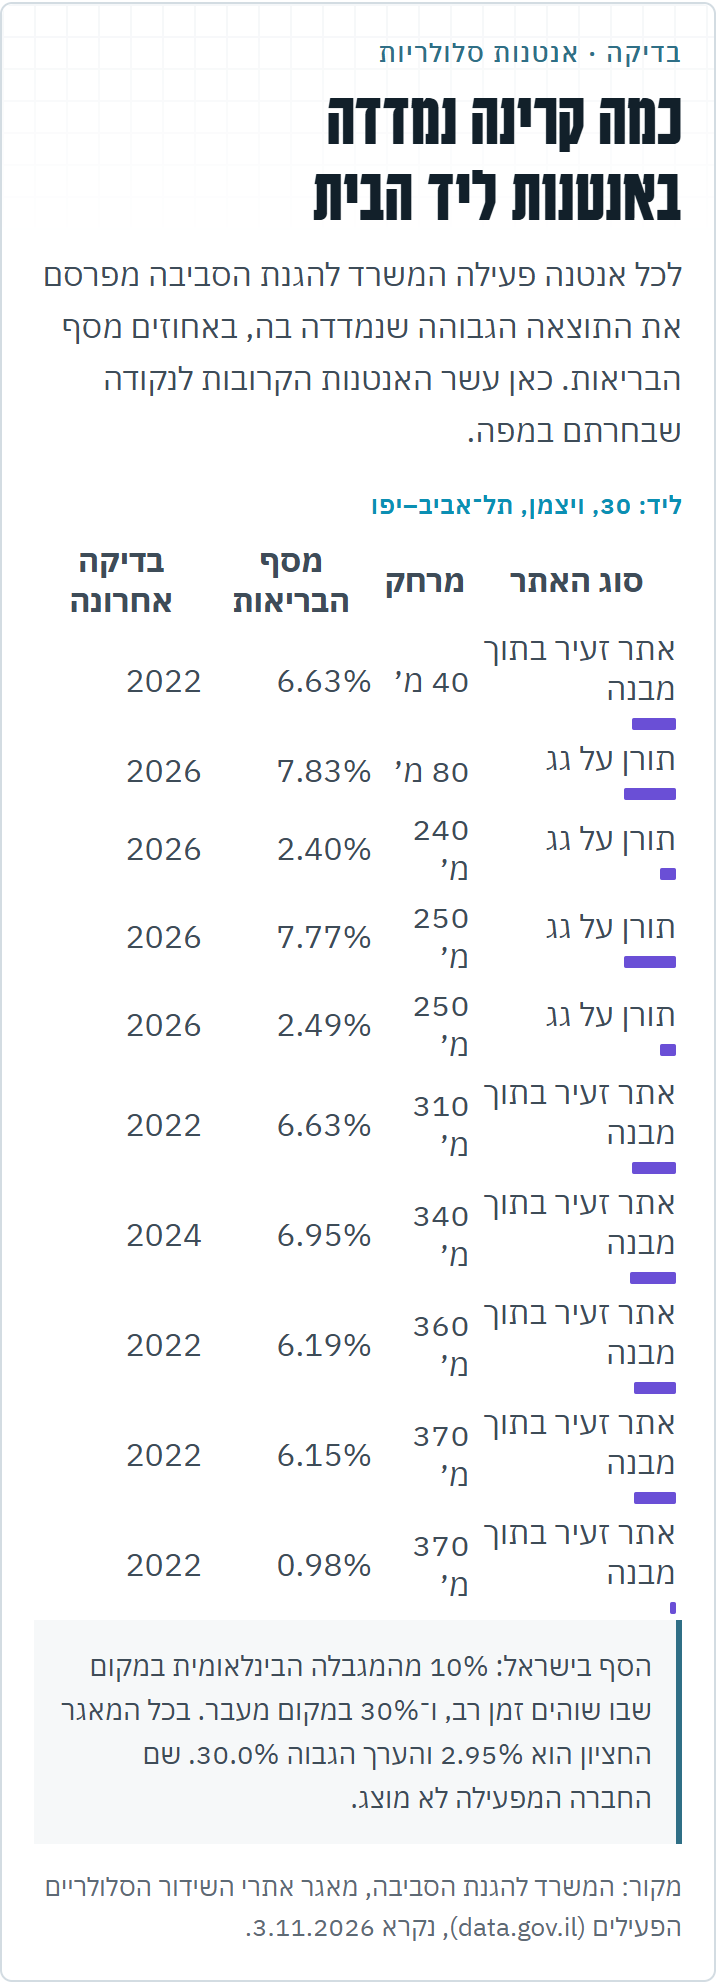 בדיקה · אנטנות סלולריות
כמה קרינה נמדדה
באנטנות ליד הבית
לכל אנטנה פעילה המשרד להגנת הסביבה מפרסם
את התוצאה הגבוהה שנמדדה בה, באחוזים מסף
הבריאות. כאן עשר האנטנות הקרובות לנקודה
שבחרתם במפה.
ליד: 30, ויצמן, תל־אביב–יפו
סוג האתר מרחק מסף הבריאות בדיקה אחרונה
אתר זעיר בתוך מבנה 40 מ׳ 6.63% 2022
תורן על גג 80 מ׳ 7.83% 2026
תורן על גג 240 מ׳ 2.40% 2026
תורן על גג 250 מ׳ 7.77% 2026
תורן על גג 250 מ׳ 2.49% 2026
אתר זעיר בתוך מבנה 310 מ׳ 6.63% 2022
אתר זעיר בתוך מבנה 340 מ׳ 6.95% 2024
אתר זעיר בתוך מבנה 360 מ׳ 6.19% 2022
אתר זעיר בתוך מבנה 370 מ׳ 6.15% 2022
אתר זעיר בתוך מבנה 370 מ׳ 0.98% 2022
הסף בישראל: 10% מהמגבלה הבינלאומית במקום
שבו שוהים זמן רב, ו־30% במקום מעבר. בכל המאגר
החציון הוא 2.95% והערך הגבוה 30.0%. שם
החברה המפעילה לא מוצג.
מקור: המשרד להגנת הסביבה, מאגר אתרי השידור הסלולריים
הפעילים (data.gov.il), נקרא 3.11.2026.